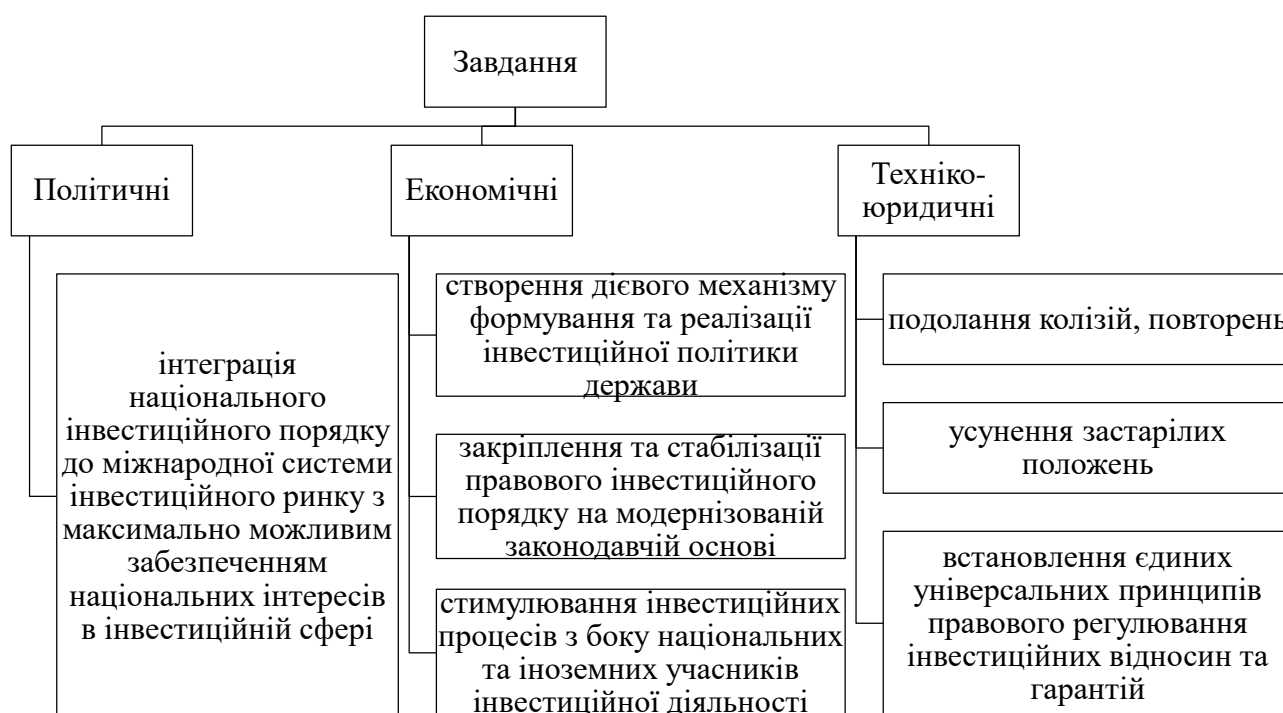 Завдання
Політичні
інтеграція
національного
інвестиційного порядку
до міжнародної системи
інвестиційного ринку з
максимально можливим
забезпеченням
національних інтересів
в інвестиційній сфері
Економічні
створення дієвого механізму
формування та реалізації
інвестиційної політики
держави
закріплення та стабілізації
правового інвестиційного
порядку на модернізованій
законодавчій основі
стимулювання інвестиційних
процесів з боку національних
та іноземних учасників
інвестиційної діяльності
Техніко-
юридичні
подолання колізій, повторень
усунення застарілих
положень
встановлення єдиних
універсальних принципів
правового регулювання
інвестиційних відносин та
гарантій